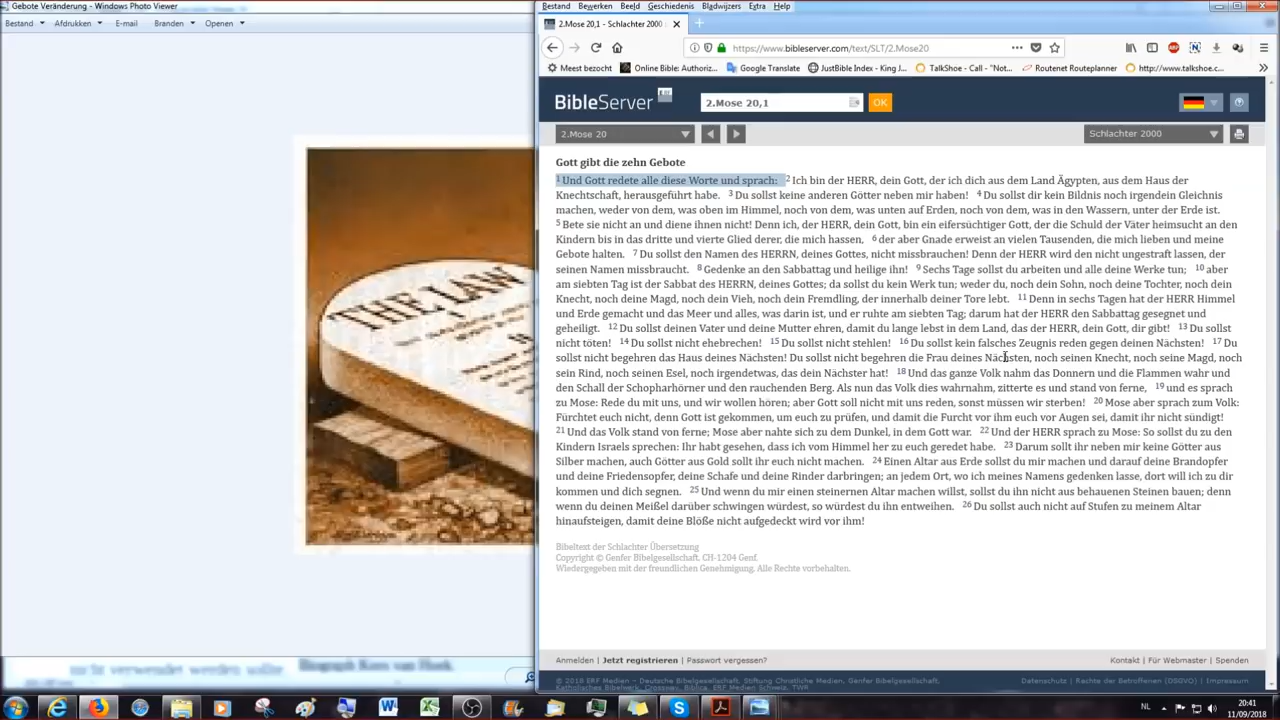 Gebote Veränderung - Windows Photo Viewer
Bestand Afdrukken E-mail Branden Openen
THE LAW
nicht verwendet werden sollte
Biograph Kees van Hoek
Bestand Bewerken Beeld Geschiedenis Bladwijzers Extra Help
2.Mose 20,1 - Schlachter 2000
https://www.bibleserver.com/text/SLT/2.Mose20
Meest bezocht Online Bible: Authoriz... Google Translate JustBible Index - King J... TalkShoe - Call - "Not... Routenet Routeplanner http://www.talkshoe.c...
BibleServer 2.Mose 20,1 OK
2.Mose 20 Schlachter 2000
Gott gibt die zehn Gebote
1 Und Gott redete alle diese Worte und sprach: 2 Ich bin der HERR, dein Gott, der ich dich aus dem Land Ägypten, aus dem Haus der
Knechtschaft, herausgeführt habe. 3 Du sollst keine anderen Götter neben mir haben! 4 Du sollst dir kein Bildnis noch irgendein Gleichnis
machen, weder von dem, was oben im Himmel, noch von dem, was unten auf Erden, noch von dem, was in den Wassern, unter der Erde ist.
5 Bete sie nicht an und diene ihnen nicht! Denn ich, der HERR, dein Gott, bin ein eifersüchtiger Gott, der die Schuld der Väter heimsucht an den
Kindern bis in das dritte und vierte Glied derer, die mich hassen, 6 der aber Gnade erweist an vielen Tausenden, die mich lieben und meine
Gebote halten. 7 Du sollst den Namen des HERRN, deines Gottes, nicht missbrauchen! Denn der HERR wird den nicht ungestraft lassen, der
seinen Namen missbraucht. 8 Gedenke an den Sabbattag und heilige ihn! 9 Sechs Tage sollst du arbeiten und alle deine Werke tun; 10 aber
am siebten Tag ist der Sabbat des HERRN, deines Gottes; da sollst du kein Werk tun; weder du, noch dein Sohn, noch deine Tochter, noch dein
Knecht, noch deine Magd, noch dein Vieh, noch dein Fremdling, der innerhalb deiner Tore lebt. 11 Denn in sechs Tagen hat der HERR Himmel
und Erde gemacht und das Meer und alles, was darin ist, und er ruhte am siebten Tag; darum hat der HERR den Sabbattag gesegnet und
geheiligt. 12 Du sollst deinen Vater und deine Mutter ehren, damit du lange lebst in dem Land, das der HERR, dein Gott, dir gibt! 13 Du sollst
nicht töten! 14 Du sollst nicht ehebrechen! 15 Du sollst nicht stehlen! 16 Du sollst kein falsches Zeugnis reden gegen deinen Nächsten! 17 Du
sollst nicht begehren das Haus deines Nächsten! Du sollst nicht begehren die Frau deines Nächsten, noch seinen Knecht, noch seine Magd, noch
sein Rind, noch seinen Esel, noch irgendetwas, das dein Nächster hat! 18 Und das ganze Volk nahm das Donnern und die Flammen wahr und
den Schall der Schopharhörner und den rauchenden Berg. Als nun das Volk dies wahrnahm, zitterte es und stand von ferne, 19 und es sprach
zu Mose: Rede du mit uns, und wir wollen hören; aber Gott soll nicht mit uns reden, sonst müssen wir sterben! 20 Mose aber sprach zum Volk:
Fürchtet euch nicht, denn Gott ist gekommen, um euch zu prüfen, und damit die Furcht vor ihm euch vor Augen sei, damit ihr nicht sündigt!
21 Und das Volk stand von ferne; Mose aber nahte sich zu dem Dunkel, in dem Gott war. 22 Und der HERR sprach zu Mose: So sollst du zu den
Kindern Israels sprechen: Ihr habt gesehen, dass ich vom Himmel her zu euch geredet habe. 23 Darum sollt ihr neben mir keine Götter aus
Silber machen, auch Götter aus Gold sollt ihr euch nicht machen. 24 Einen Altar aus Erde sollst du mir machen und darauf deine Brandopfer
und deine Friedensopfer, deine Schafe und deine Rinder darbringen; an jedem Ort, wo ich meines Namens gedenken lasse, dort will ich zu dir
kommen und dich segnen. 25 Und wenn du mir einen steinernen Altar machen willst, sollst du ihn nicht aus behauenen Steinen bauen; denn
wenn du deinen Meißel darüber schwingen würdest, so würdest du ihn entweihen. 26 Du sollst auch nicht auf Stufen zu meinem Altar
hinaufsteigen, damit deine Blöße nicht aufgedeckt wird vor ihm!
Bibeltext der Schlachter Übersetzung
Copyright © Genfer Bibelgesellschaft, CH-1204 Genf.
Wiedergegeben mit der freundlichen Genehmigung. Alle Rechte vorbehalten.
Anmelden | Jetzt registrieren | Passwort vergessen? Kontakt | Für Webmaster | Spenden
© 2018 ERF Medien - Deutsche Bibelgesellschaft, Stiftung Christliche Medien, Genfer Bibelgesellschaft, Datenschutz | Rechte der Betroffenen (DSGVO) | Impressum
Katholisches Bibelwerk, Crossway, Biblica, ERF Medien Schweiz, TWR
NL 20:41
11/09/2018